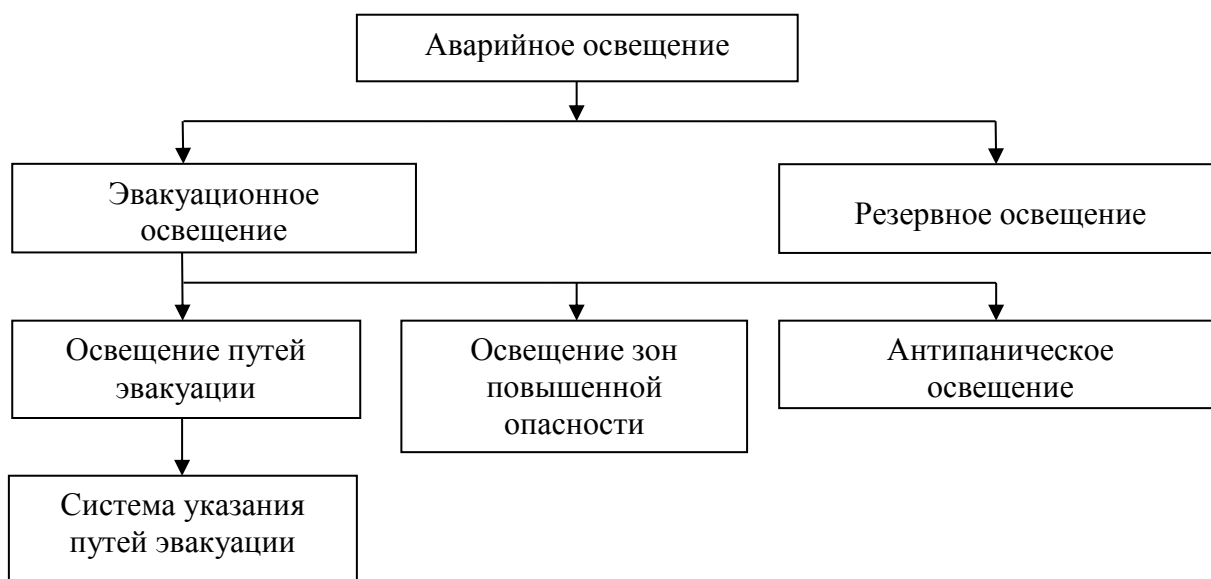 Аварийное освещение
Эвакуационное
освещение
Резервное освещение
Освещение путей
эвакуации
Освещение зон
повышенной
опасности
Антипаническое
освещение
Система указания
путей эвакуации